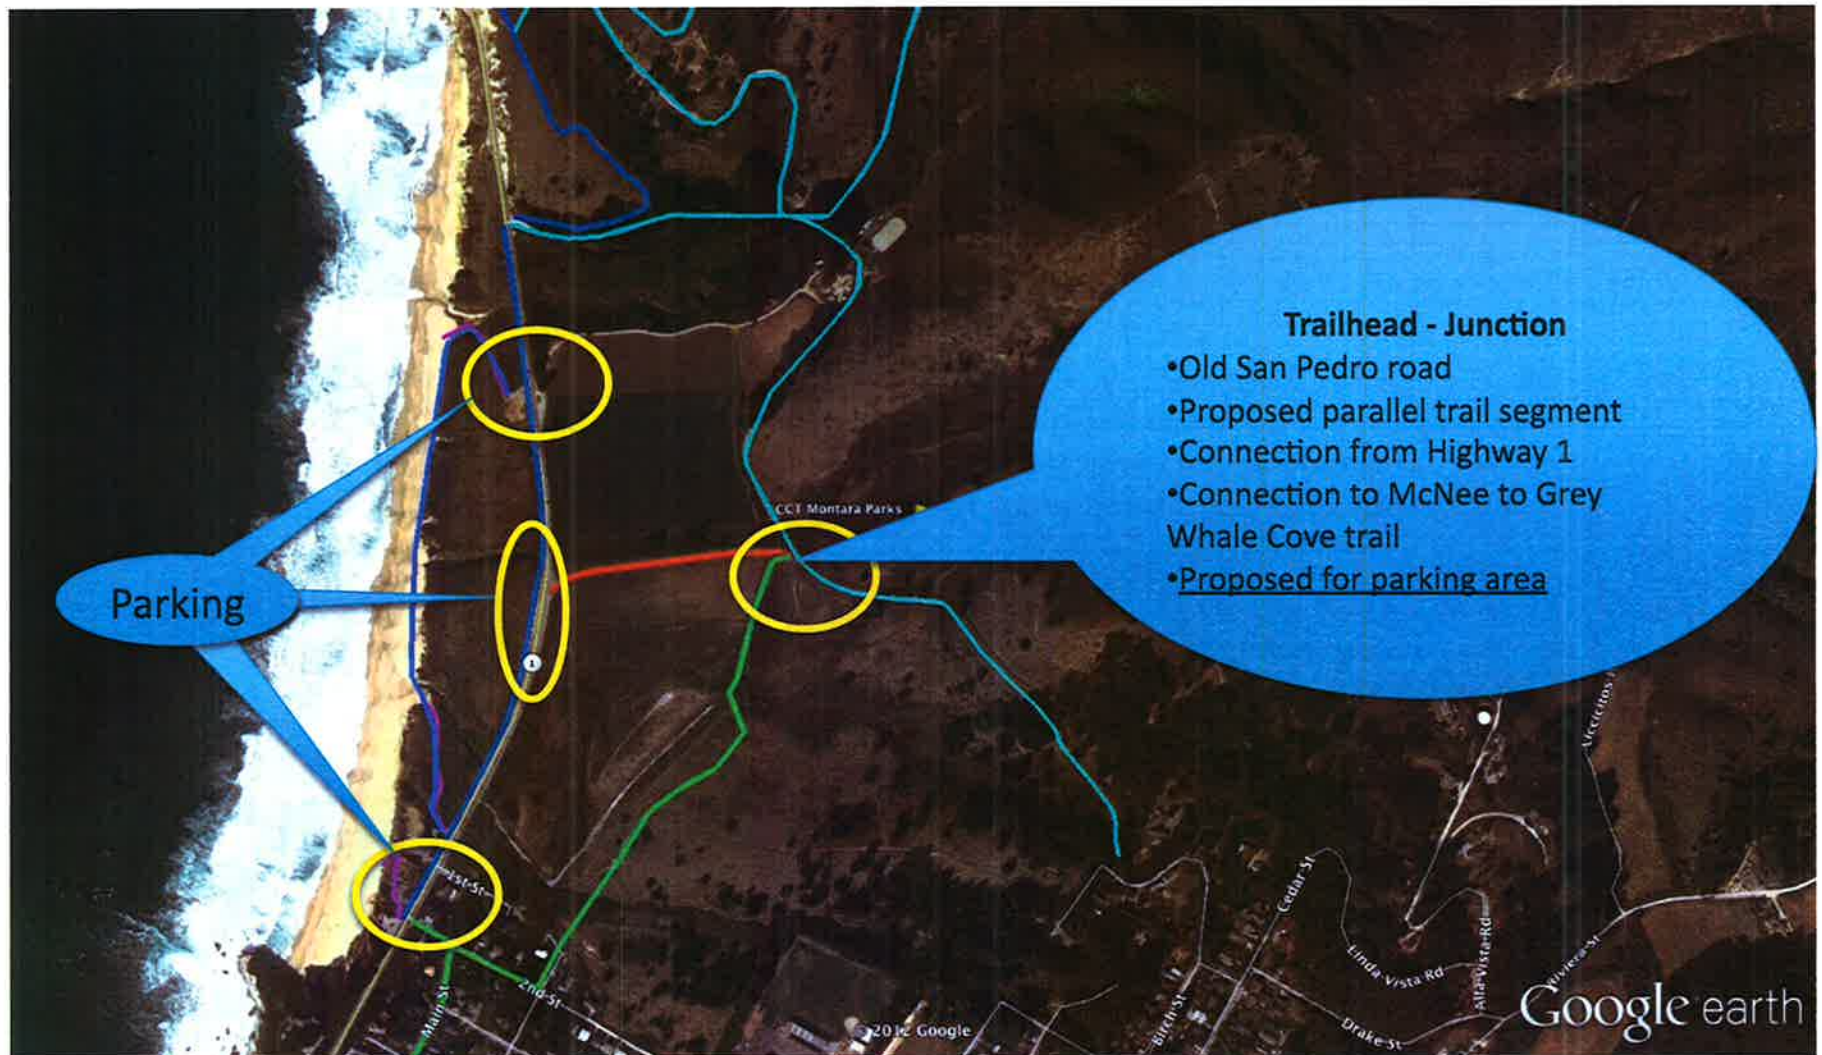 Trailhead - Junction
•Old San Pedro road
•Proposed parallel trail segment
•Connection from Highway 1
•Connection to McNee to Grey
Whale Cove trail
•Proposed for parking area
CCT Montara Parks
Parking
1
1st St
2nd St
Main St
Birch St
Cedar St
Linda Vista Rd
Alta Vista Rd
Riviera St
Drake St
2012 Google
Google earth